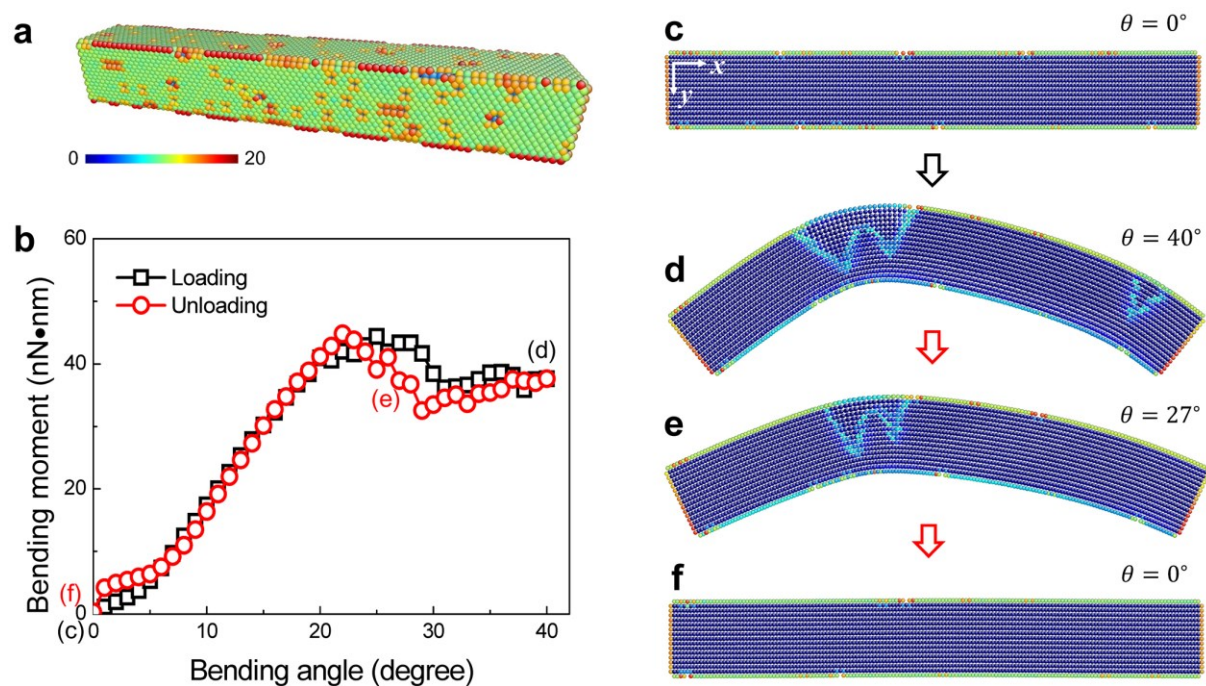 a
0 20
b
Bending moment (nN•nm)
60
40
20
0
Loading
Unloading
(d)
(e)
(f)
(c)
0 10 20 30 40
Bending angle (degree)
c
θ = 0°
x
y
d
θ = 40°
e
θ = 27°
f
θ = 0°